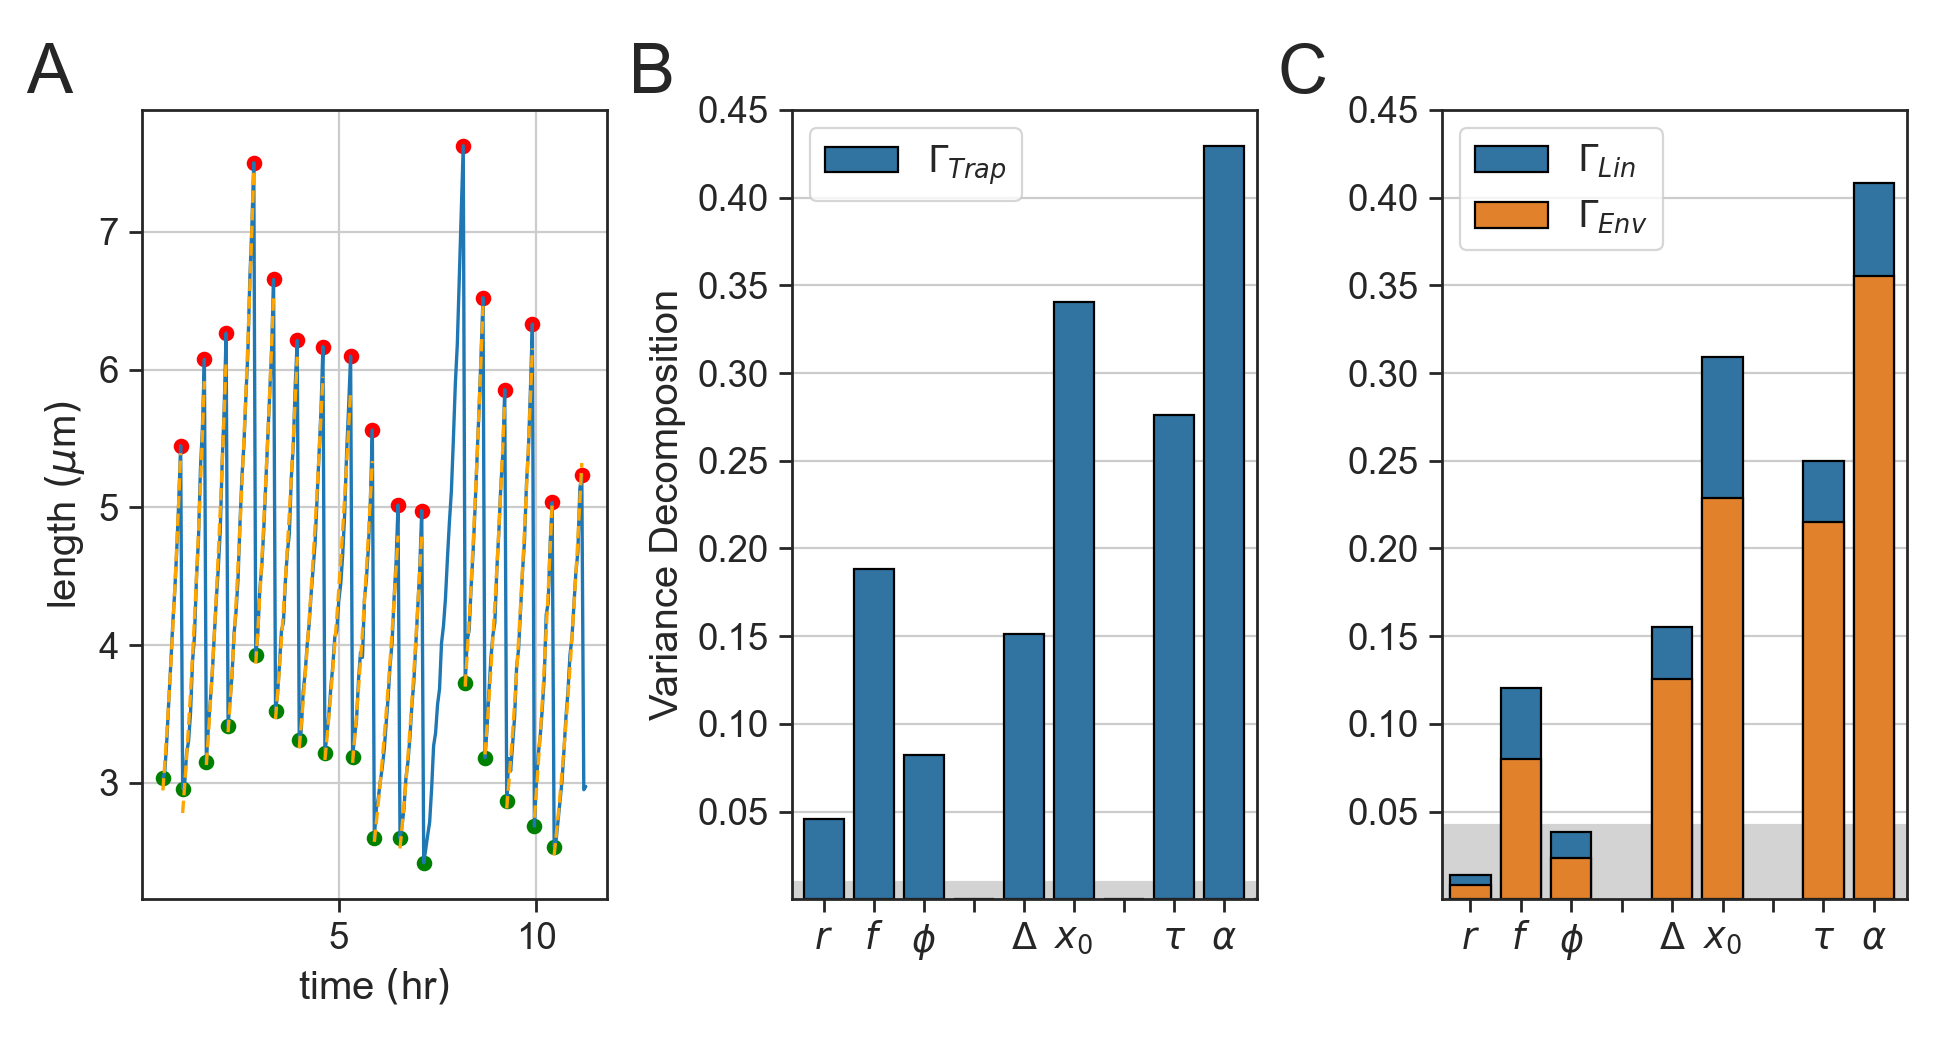 A
7
6
5
4
3
length (μm)
5 10
time (hr)
B
0.45
0.40
0.35
0.30
0.25
0.20
0.15
0.10
0.05
Variance Decomposition
Γ_Trap
r f ϕ Δ x₀ τ α
C
0.45
0.40
0.35
0.30
0.25
0.20
0.15
0.10
0.05
Γ_Lin
Γ_Env
r f ϕ Δ x₀ τ α